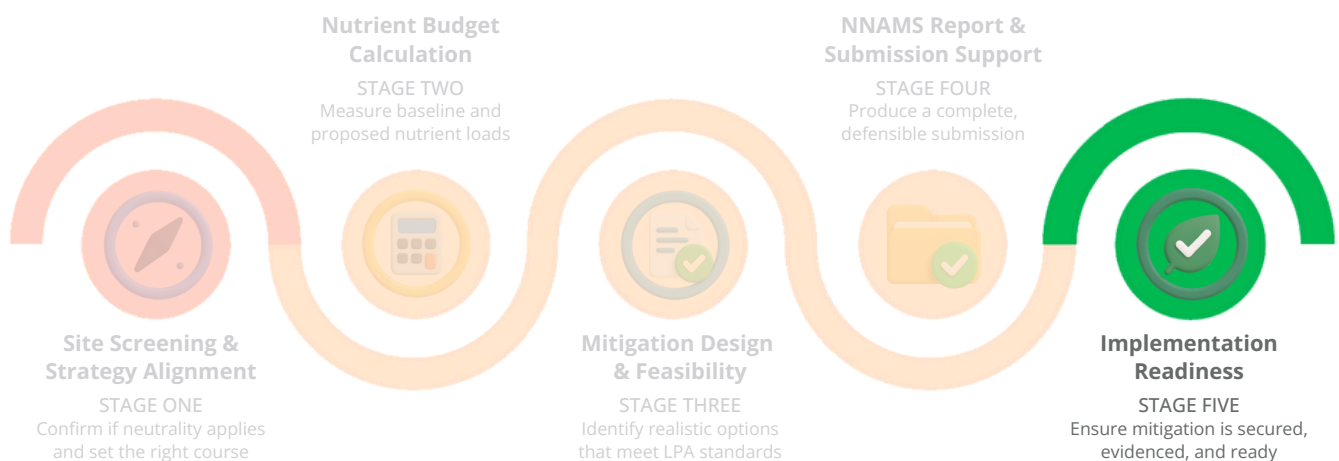 Nutrient Budget
Calculation
STAGE TWO
Measure baseline and
proposed nutrient loads
NNAMS Report &
Submission Support
STAGE FOUR
Produce a complete,
defensible submission
Site Screening &
Strategy Alignment
STAGE ONE
Confirm if neutrality applies
and set the right course
Mitigation Design
& Feasibility
STAGE THREE
Identify realistic options
that meet LPA standards
Implementation
Readiness
STAGE FIVE
Ensure mitigation is secured,
evidenced, and ready